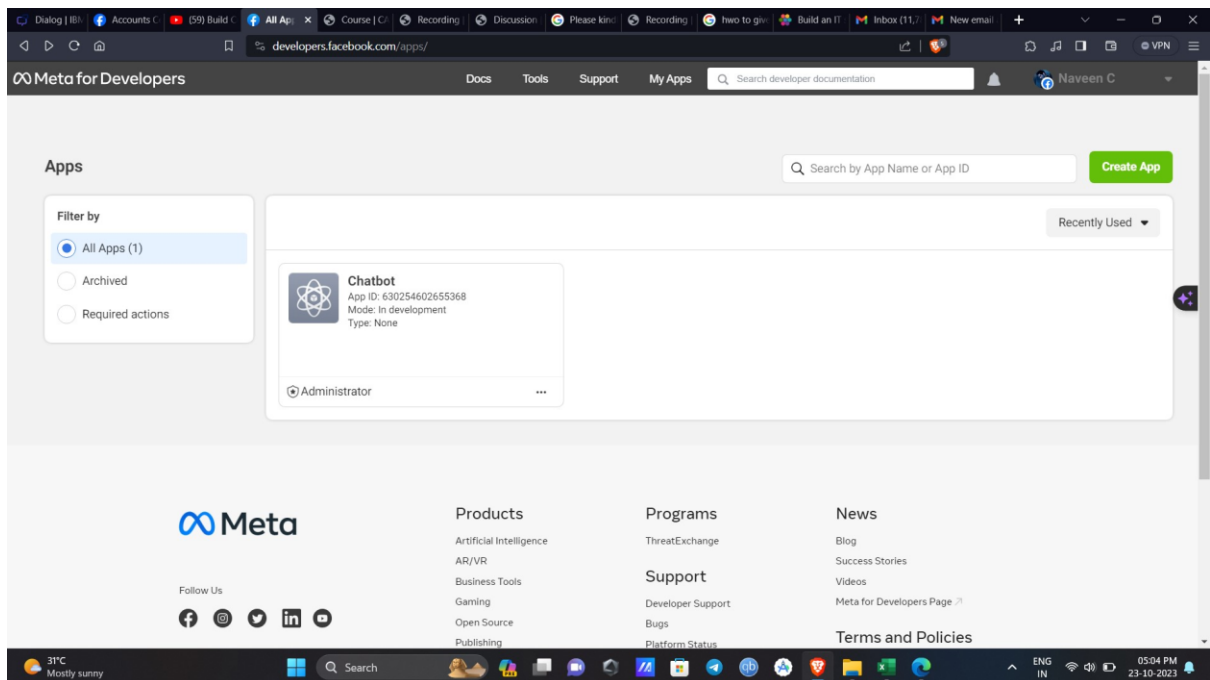 Dialog | IBM
Accounts C
(59) Build C
All App
Course | CA
Recording |
Discussion
Please kind
Recording |
hwo to give
Build an IT
Inbox (11,7
New email
developers.facebook.com/apps/
VPN
Meta for Developers
Docs
Tools
Support
My Apps
Search developer documentation
Naveen C
Apps
Search by App Name or App ID
Create App
Filter by
All Apps (1)
Archived
Required actions
Recently Used
Chatbot
App ID: 630254602655368
Mode: In development
Type: None
Administrator
Meta
Follow Us
Products
Artificial Intelligence
AR/VR
Business Tools
Gaming
Open Source
Publishing
Programs
ThreatExchange
Support
Developer Support
Bugs
Platform Status
News
Blog
Success Stories
Videos
Meta for Developers Page
Terms and Policies
31°C
Mostly sunny
Search
ENG
IN
05:04 PM
23-10-2023